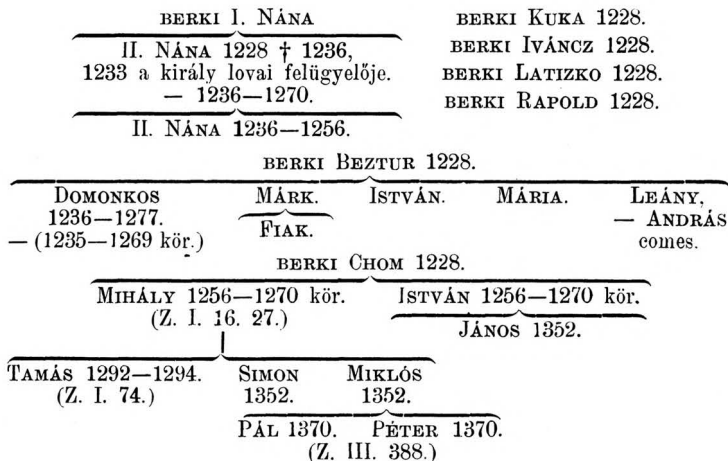 BERKI I. NÁNA
II. NÁNA 1228 † 1236,
1233 a király lovai felügyelője.
— 1236—1270.
II. NÁNA 1236—1256.
BERKI KUKA 1228.
BERKI IVÁNCZ 1228.
BERKI LATIZKO 1228.
BERKI RAPOLD 1228.
BERKI BEZTUR 1228.
DOMONKOS MÁRK. ISTVÁN. MÁRIA. LEÁNY,
1236—1277. — ANDRÁS
— (1235—1269 kör.) FIAK. comes.
BERKI CHOM 1228.
MIHÁLY 1256—1270 kör. ISTVÁN 1256—1270 kör.
(Z. I. 16. 27.) JÁNOS 1352.
TAMÁS 1292—1294. SIMON MIKLÓS
(Z. I. 74.) 1352. 1352.
PÁL 1370. PÉTER 1370.
(Z. III. 388.)